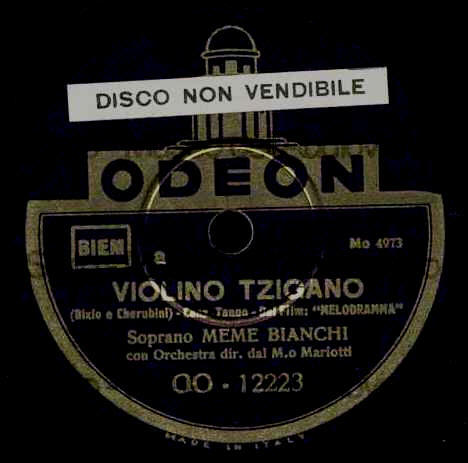 DISCO NON VENDIBILE
ODEON
BIEM
a
Mo 4973
VIOLINO TZIGANO
(Bixio e Cherubini) - Canz. Tango - Dal Film: "MELODRAMMA"
Soprano MEME BIANCHI
con Orchestra dir. dal M.o Mariotti
OO - 12223
MADE IN ITALY